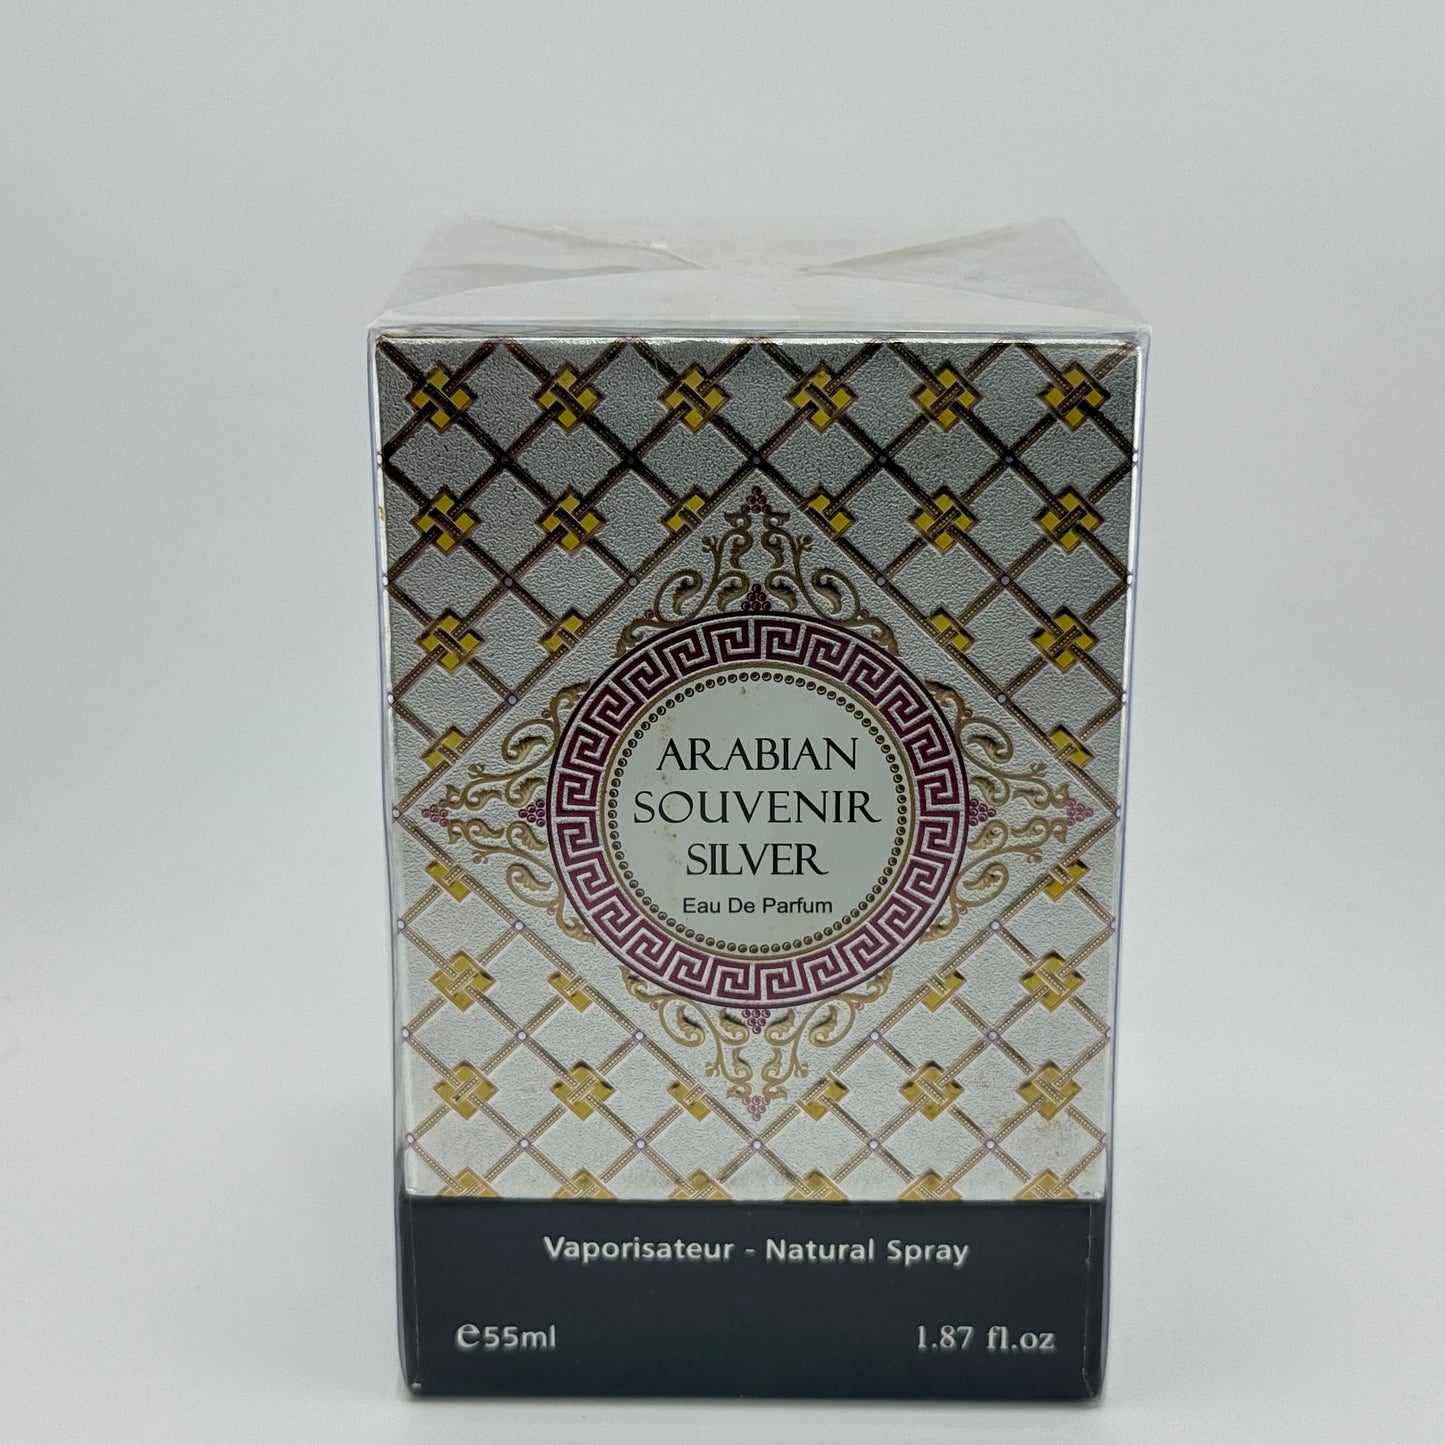 ARABIAN
SOUVENIR
SILVER
Eau De Parfum
Vaporisateur - Natural Spray
℮55ml 1.87 fl.oz